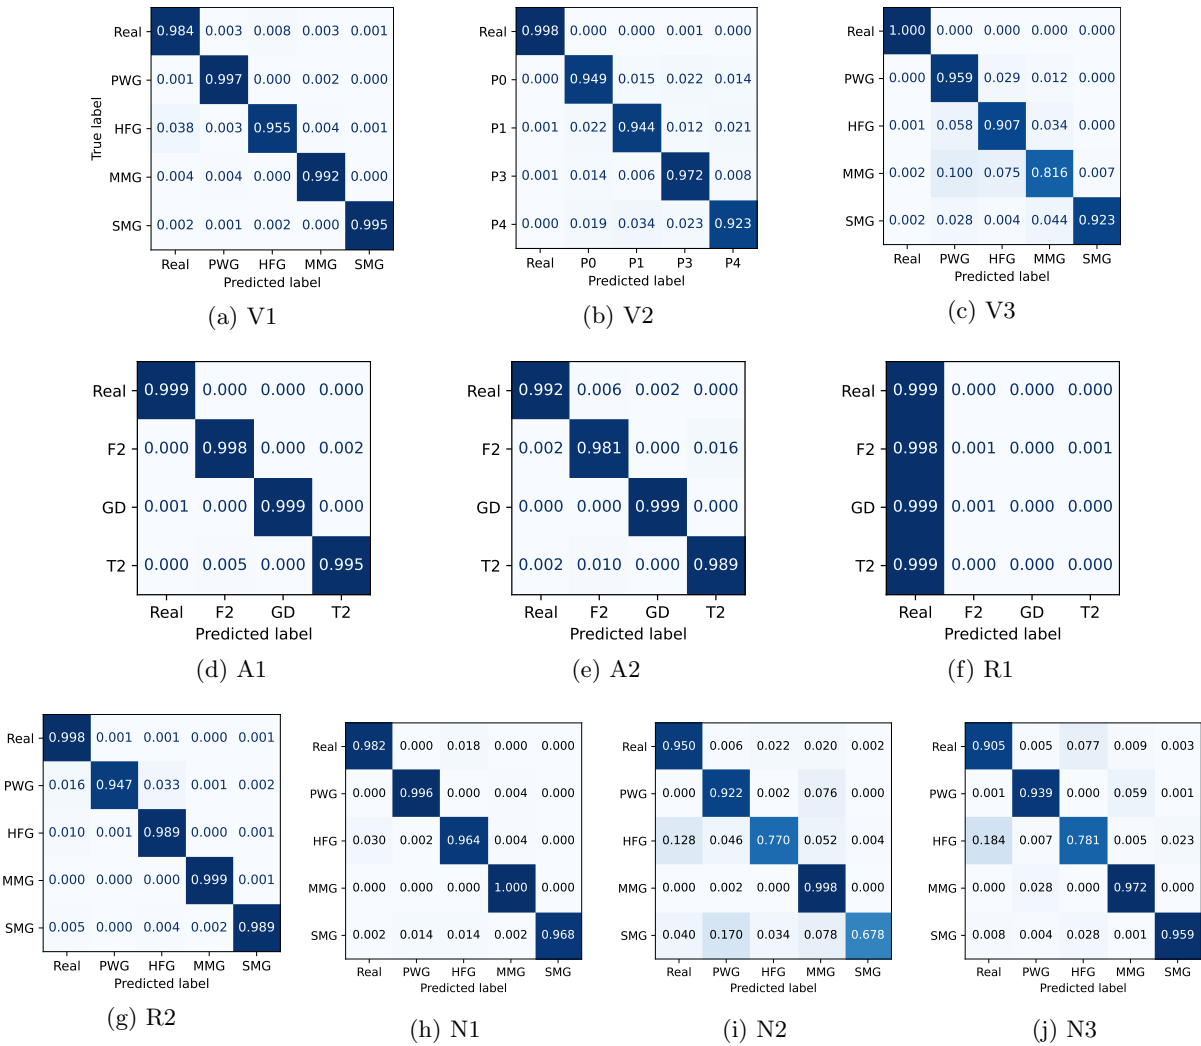 Real 0.984 0.003 0.008 0.003 0.001
PWG 0.001 0.997 0.000 0.002 0.000
HFG 0.038 0.003 0.955 0.004 0.001
MMG 0.004 0.004 0.000 0.992 0.000
SMG 0.002 0.001 0.002 0.000 0.995
True label
Real PWG HFG MMG SMG
Predicted label
(a) V1
Real 0.998 0.000 0.000 0.001 0.000
P0 0.000 0.949 0.015 0.022 0.014
P1 0.001 0.022 0.944 0.012 0.021
P3 0.001 0.014 0.006 0.972 0.008
P4 0.000 0.019 0.034 0.023 0.923
Real P0 P1 P3 P4
Predicted label
(b) V2
Real 1.000 0.000 0.000 0.000 0.000
PWG 0.000 0.959 0.029 0.012 0.000
HFG 0.001 0.058 0.907 0.034 0.000
MMG 0.002 0.100 0.075 0.816 0.007
SMG 0.002 0.028 0.004 0.044 0.923
Real PWG HFG MMG SMG
Predicted label
(c) V3
Real 0.999 0.000 0.000 0.000
F2 0.000 0.998 0.000 0.002
GD 0.001 0.000 0.999 0.000
T2 0.000 0.005 0.000 0.995
Real F2 GD T2
Predicted label
(d) A1
Real 0.992 0.006 0.002 0.000
F2 0.002 0.981 0.000 0.016
GD 0.000 0.000 0.999 0.000
T2 0.002 0.010 0.000 0.989
Real F2 GD T2
Predicted label
(e) A2
Real 0.999 0.000 0.000 0.000
F2 0.998 0.001 0.000 0.001
GD 0.999 0.001 0.000 0.000
T2 0.999 0.000 0.000 0.000
Real F2 GD T2
Predicted label
(f) R1
Real 0.998 0.001 0.001 0.000 0.001
PWG 0.016 0.947 0.033 0.001 0.002
HFG 0.010 0.001 0.989 0.000 0.001
MMG 0.000 0.000 0.000 0.999 0.001
SMG 0.005 0.000 0.004 0.002 0.989
Real PWG HFG MMG SMG
Predicted label
(g) R2
Real 0.982 0.000 0.018 0.000 0.000
PWG 0.000 0.996 0.000 0.004 0.000
HFG 0.030 0.002 0.964 0.004 0.000
MMG 0.000 0.000 0.000 1.000 0.000
SMG 0.002 0.014 0.014 0.002 0.968
Real PWG HFG MMG SMG
Predicted label
(h) N1
Real 0.950 0.006 0.022 0.020 0.002
PWG 0.000 0.922 0.002 0.076 0.000
HFG 0.128 0.046 0.770 0.052 0.004
MMG 0.000 0.002 0.000 0.998 0.000
SMG 0.040 0.170 0.034 0.078 0.678
Real PWG HFG MMG SMG
Predicted label
(i) N2
Real 0.905 0.005 0.077 0.009 0.003
PWG 0.001 0.939 0.000 0.059 0.001
HFG 0.184 0.007 0.781 0.005 0.023
MMG 0.000 0.028 0.000 0.972 0.000
SMG 0.008 0.004 0.028 0.001 0.959
Real PWG HFG MMG SMG
Predicted label
(j) N3